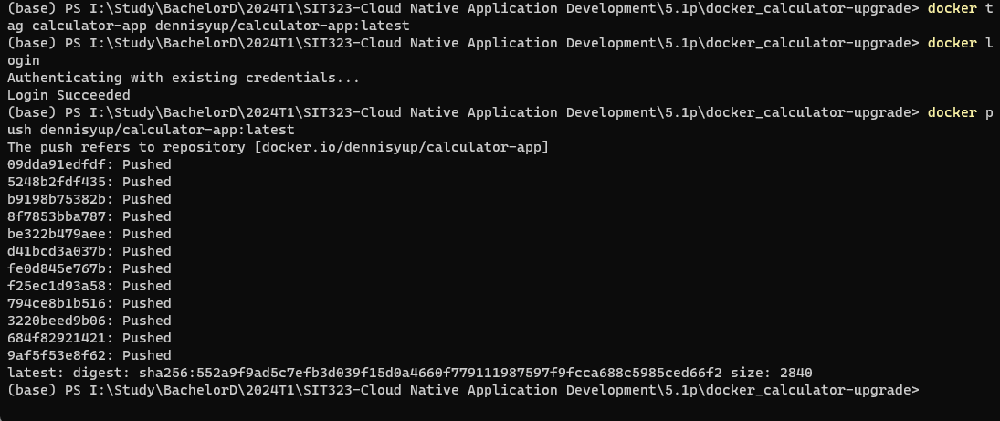 (base) PS I:\Study\BachelorD\2024T1\SIT323-Cloud Native Application Development\5.1p\docker_calculator-upgrade> docker t
ag calculator-app dennisyup/calculator-app:latest
(base) PS I:\Study\BachelorD\2024T1\SIT323-Cloud Native Application Development\5.1p\docker_calculator-upgrade> docker l
ogin
Authenticating with existing credentials...
Login Succeeded
(base) PS I:\Study\BachelorD\2024T1\SIT323-Cloud Native Application Development\5.1p\docker_calculator-upgrade> docker p
ush dennisyup/calculator-app:latest
The push refers to repository [docker.io/dennisyup/calculator-app]
09dda91edfdf: Pushed
5248b2fdf435: Pushed
b9198b75382b: Pushed
8f7853bba787: Pushed
be322b479aee: Pushed
d41bcd3a037b: Pushed
fe0d845e767b: Pushed
f25ec1d93a58: Pushed
794ce8b1b516: Pushed
3220beed9b06: Pushed
684f82921421: Pushed
9af5f53e8f62: Pushed
latest: digest: sha256:552a9f9ad5c7efb3d039f15d0a4660f779111987597f9fcca688c5985ced66f2 size: 2840
(base) PS I:\Study\BachelorD\2024T1\SIT323-Cloud Native Application Development\5.1p\docker_calculator-upgrade>